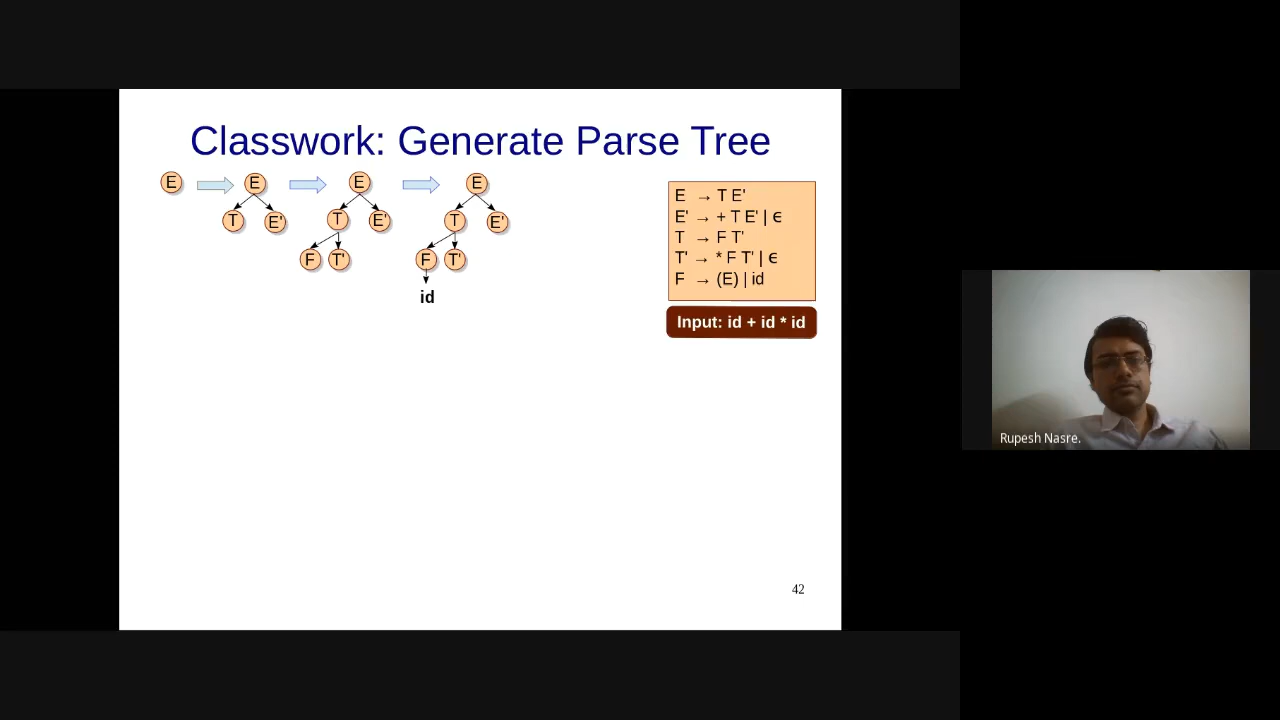 Classwork: Generate Parse Tree
E E E E
T E' T E' T E'
F T' F T'
id
E → T E'
E' → + T E' | ϵ
T → F T'
T' → * F T' | ϵ
F → (E) | id
Input: id + id * id
Rupesh Nasre.
42